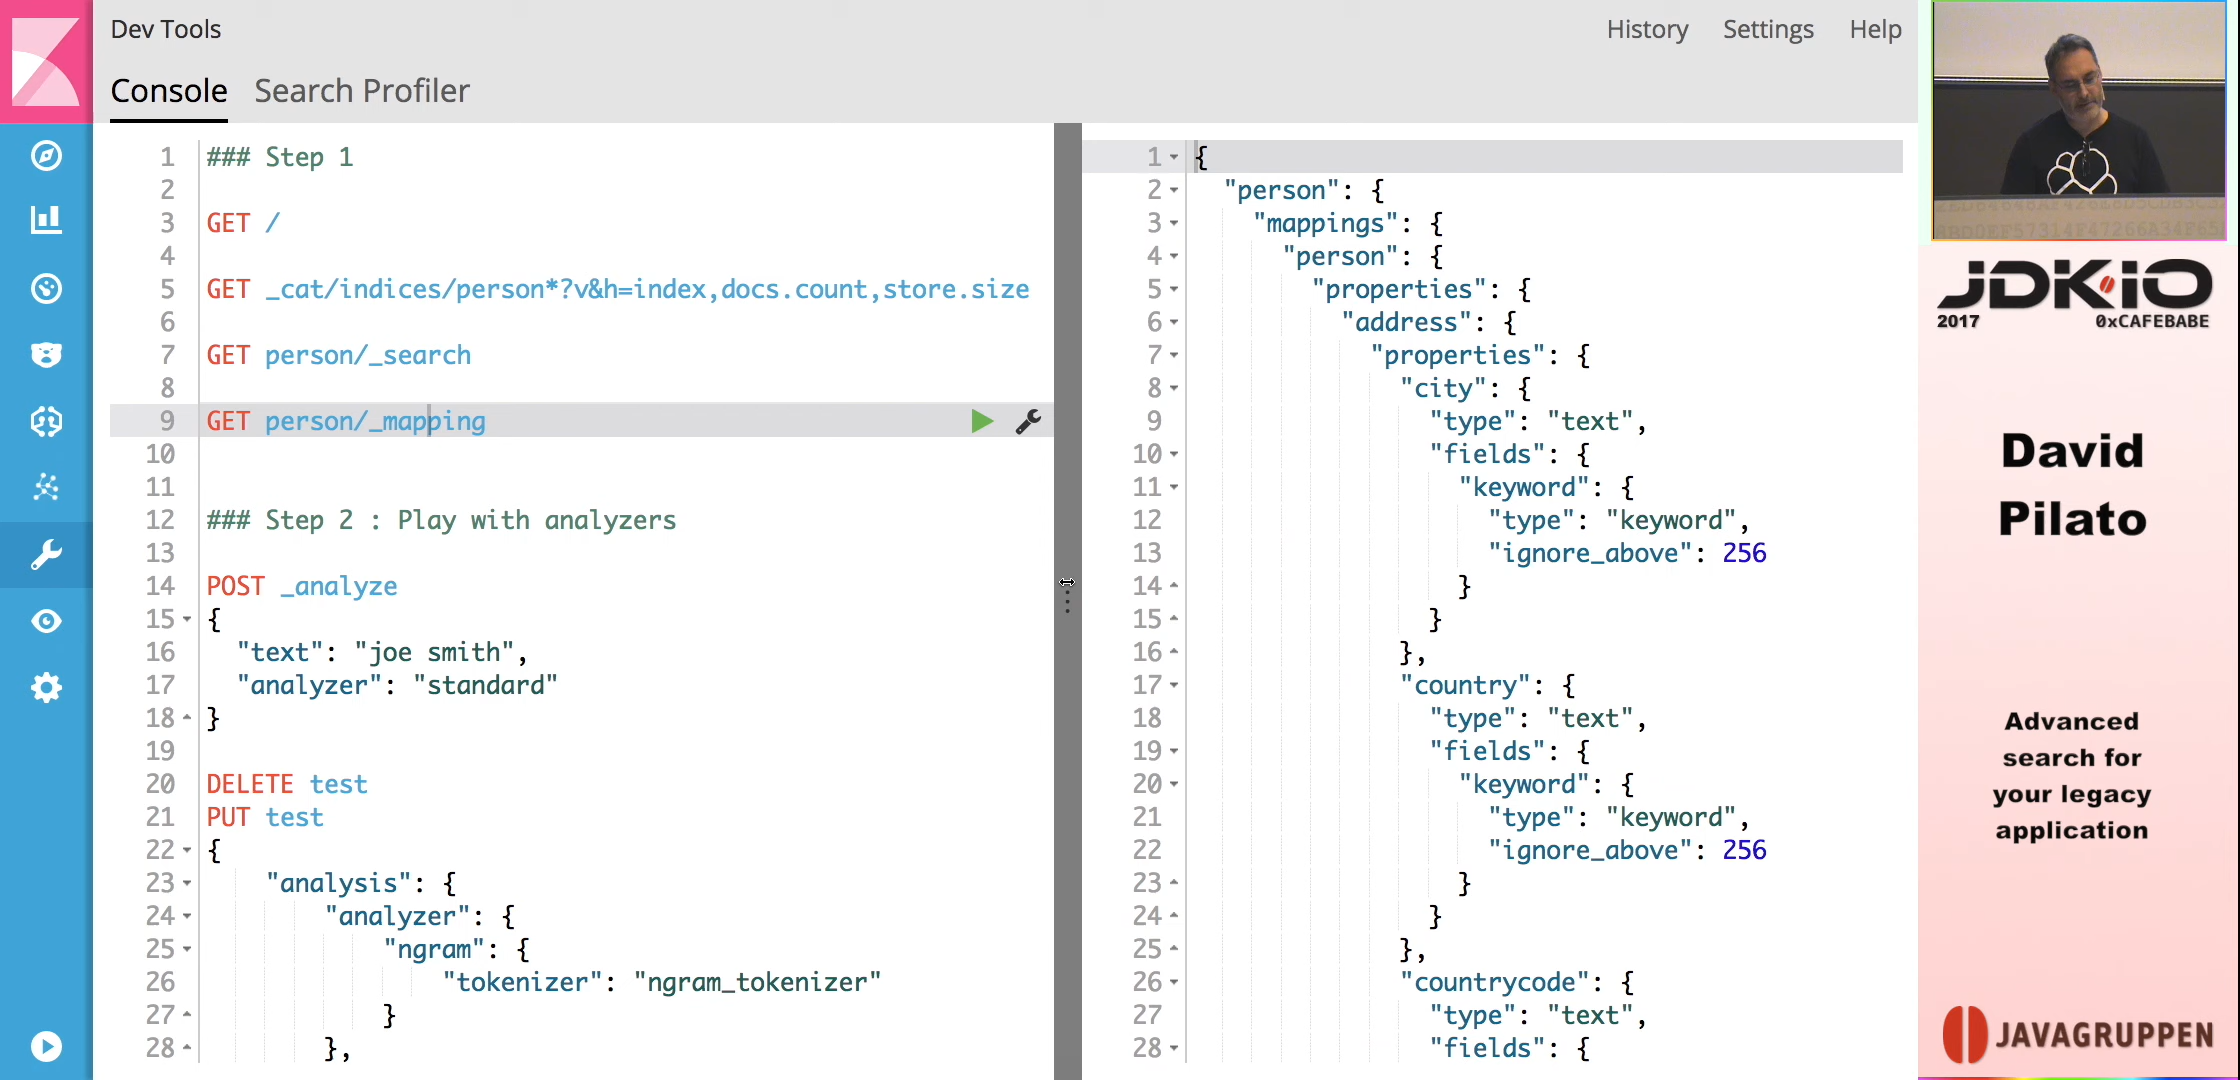 Dev Tools
History Settings Help
Console Search Profiler
1 ### Step 1
2
3 GET /
4
5 GET _cat/indices/person*?v&h=index,docs.count,store.size
6
7 GET person/_search
8
9 GET person/_mapping
10
11
12 ### Step 2 : Play with analyzers
13
14 POST _analyze
15 {
16 "text": "joe smith",
17 "analyzer": "standard"
18 }
19
20 DELETE test
21 PUT test
22 {
23 "analysis": {
24 "analyzer": {
25 "ngram": {
26 "tokenizer": "ngram_tokenizer"
27 }
28 },
1 {
2 "person": {
3 "mappings": {
4 "person": {
5 "properties": {
6 "address": {
7 "properties": {
8 "city": {
9 "type": "text",
10 "fields": {
11 "keyword": {
12 "type": "keyword",
13 "ignore_above": 256
14 }
15 }
16 },
17 "country": {
18 "type": "text",
19 "fields": {
20 "keyword": {
21 "type": "keyword",
22 "ignore_above": 256
23 }
24 }
25 },
26 "countrycode": {
27 "type": "text",
28 "fields": {
JDK.IO
2017 0xCAFEBABE
David
Pilato
Advanced
search for
your legacy
application
JAVAGRUPPEN